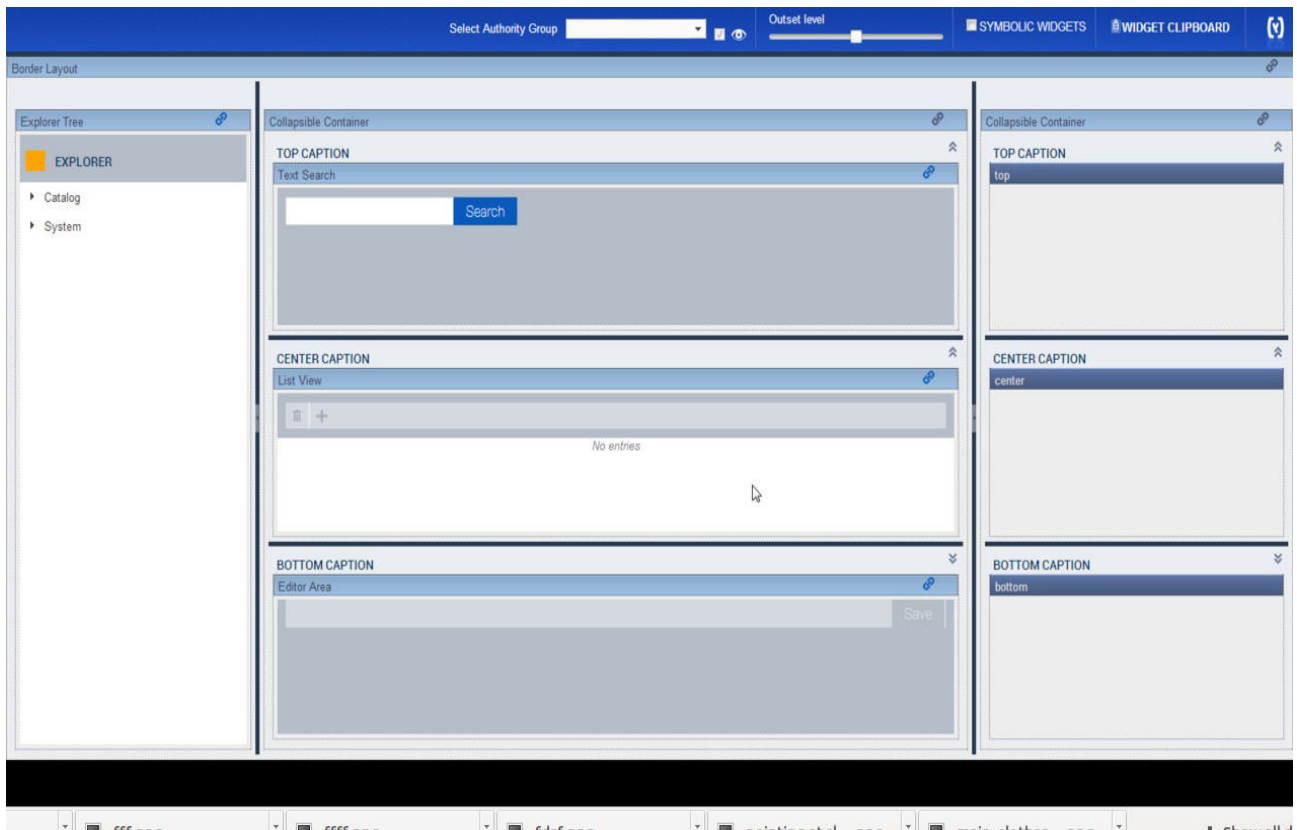 Select Authority Group
Outset level
SYMBOLIC WIDGETS
WIDGET CLIPBOARD
Border Layout
Explorer Tree
EXPLORER
Catalog
System
Collapsible Container
TOP CAPTION
Text Search
Search
CENTER CAPTION
List View
No entries
BOTTOM CAPTION
Editor Area
Save
Collapsible Container
TOP CAPTION
top
CENTER CAPTION
center
BOTTOM CAPTION
bottom